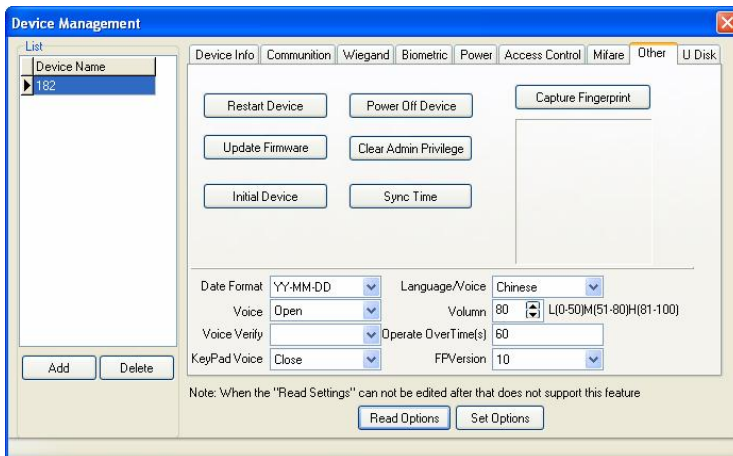 Device Management
List
Device Name
182
Add Delete
Device Info Communition Wiegand Biometric Power Access Control Mifare Other U Disk
Restart Device Power Off Device Capture Fingerprint
Update Firmware Clear Admin Privilege
Initial Device Sync Time
Date Format YY-MM-DD Language/Voice Chinese
Voice Open Volumn 80 L(0-50)M(51-80)H(81-100)
Voice Verify Operate OverTime(s) 60
KeyPad Voice Close FPVersion 10
Note: When the "Read Settings" can not be edited after that does not support this feature
Read Options Set Options